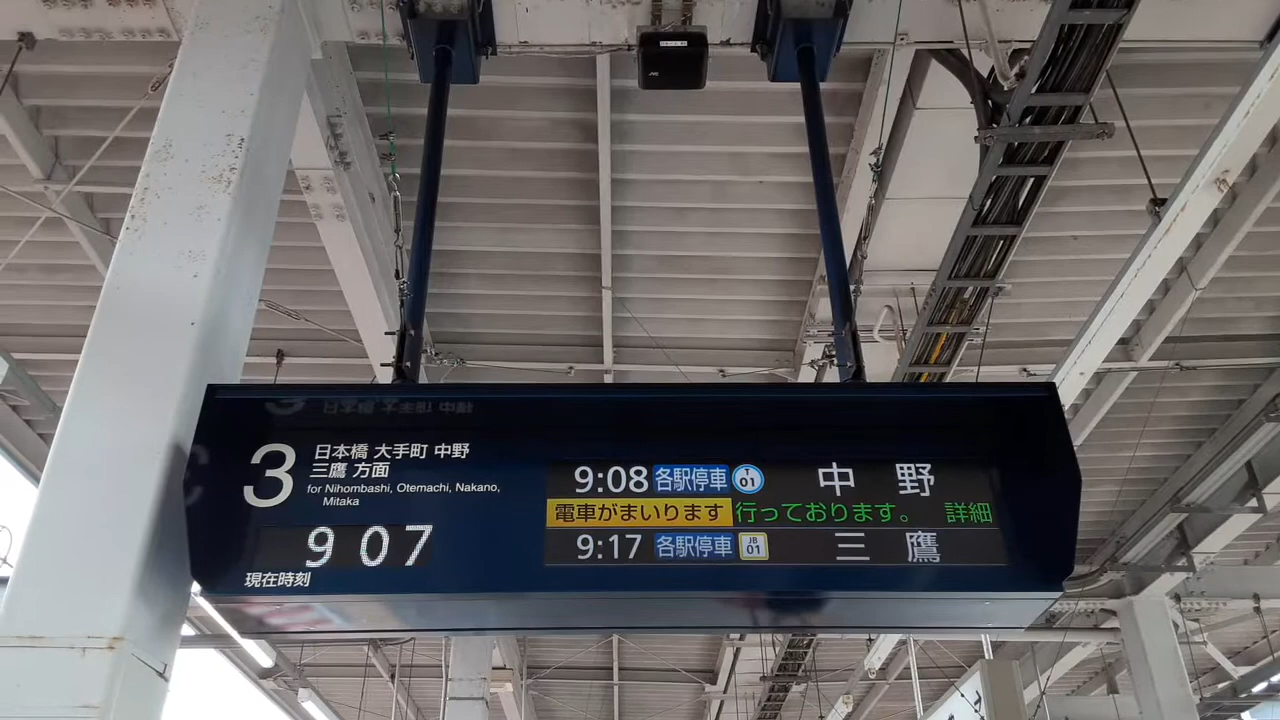 JVC
3
日本橋 大手町 中野
三鷹 方面
for Nihombashi, Otemachi, Nakano,
Mitaka
9 07
現在時刻
9:08 各駅停車 T 01 中野
電車がまいります 行っております。 詳細
9:17 各駅停車 JB 01 三鷹